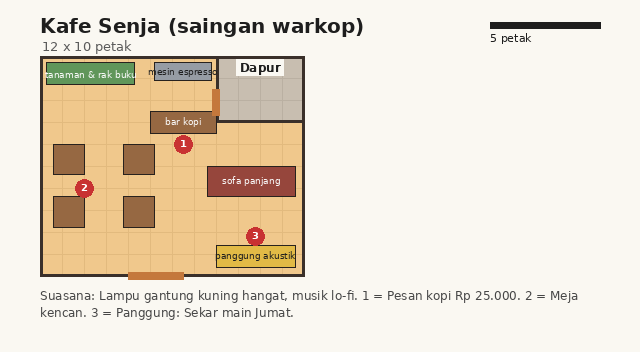 Kafe Senja (saingan warkop)
12 x 10 petak
5 petak
tanaman & rak buku
mesin espresso
Dapur
bar kopi
1
2
sofa panjang
3
panggung akustik
Suasana: Lampu gantung kuning hangat, musik lo-fi. 1 = Pesan kopi Rp 25.000. 2 = Meja
kencan. 3 = Panggung: Sekar main Jumat.